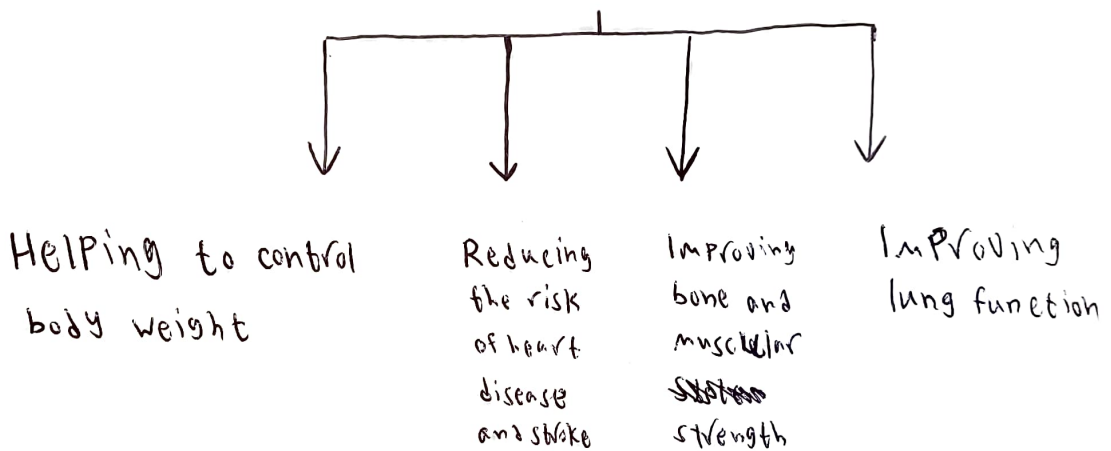 Helping to control
body weight
Reducing
the risk
of heart
disease
and stroke
Improving
bone and
muscular
strength
Improving
lung function